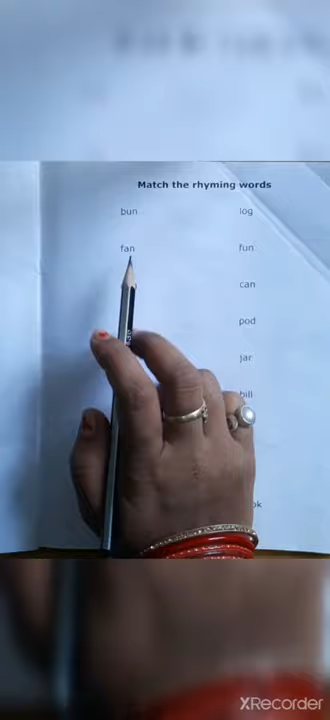 Match the rhyming words
bun log
fan fun
can
pod
jar
bill
XRecorder